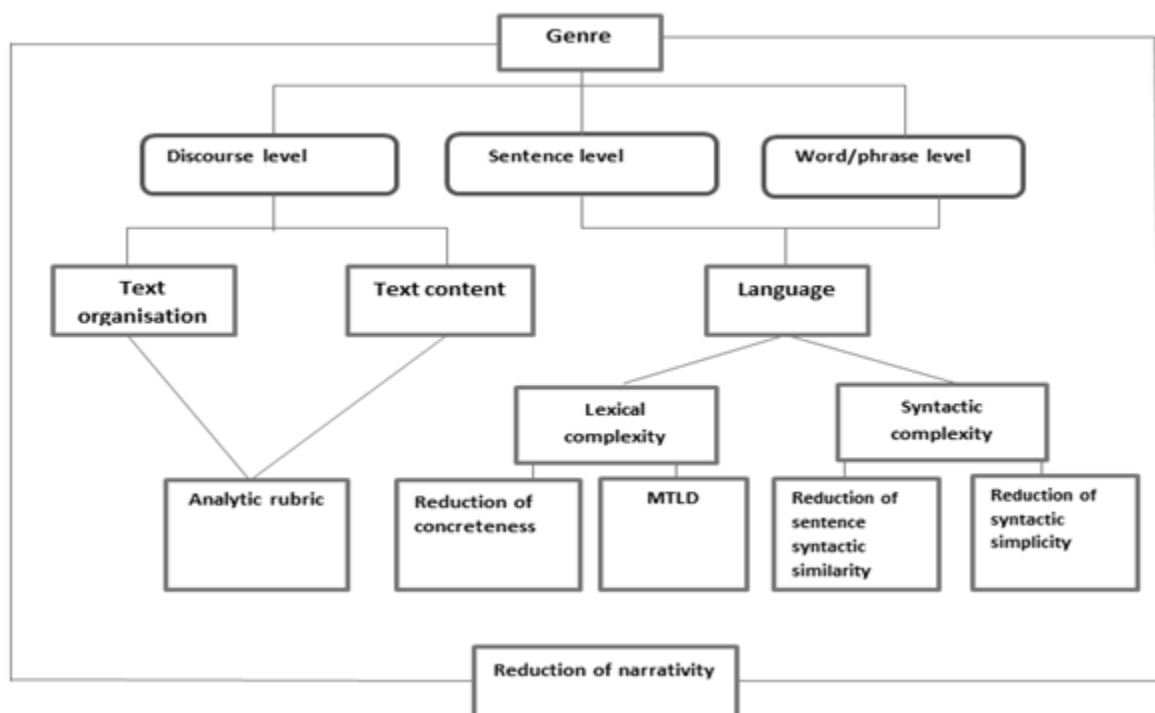 Genre
Discourse level
Sentence level
Word/phrase level
Text
organisation
Text content
Language
Lexical
complexity
Syntactic
complexity
Analytic rubric
Reduction of
concreteness
MTLD
Reduction of
sentence
syntactic
similarity
Reduction of
syntactic
simplicity
Reduction of narrativity